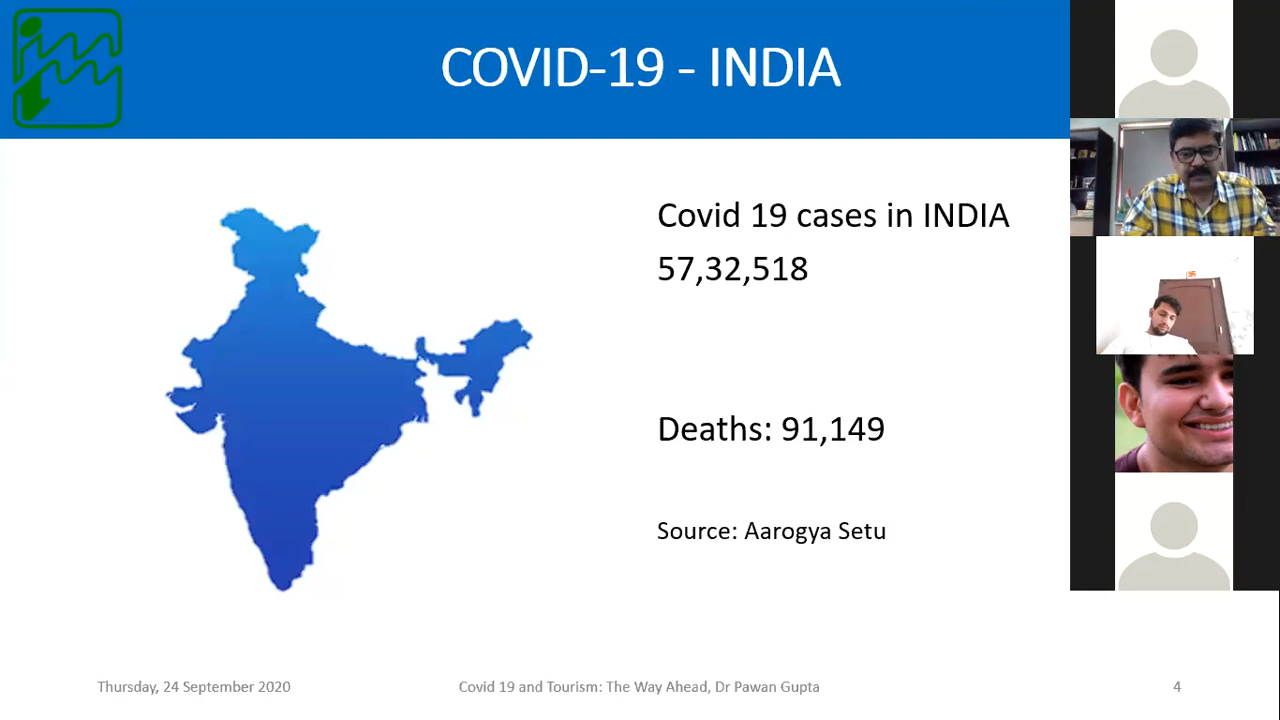 COVID-19 - INDIA
Covid 19 cases in INDIA
57,32,518
Deaths: 91,149
Source: Aarogya Setu
Thursday, 24 September 2020
Covid 19 and Tourism: The Way Ahead, Dr Pawan Gupta
4